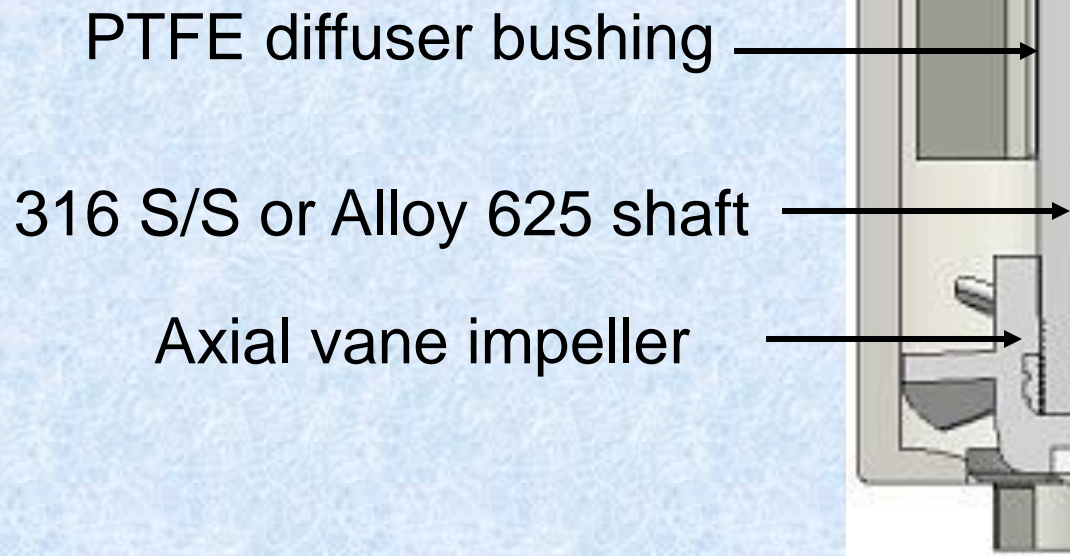 PTFE diffuser bushing
316 S/S or Alloy 625 shaft
Axial vane impeller